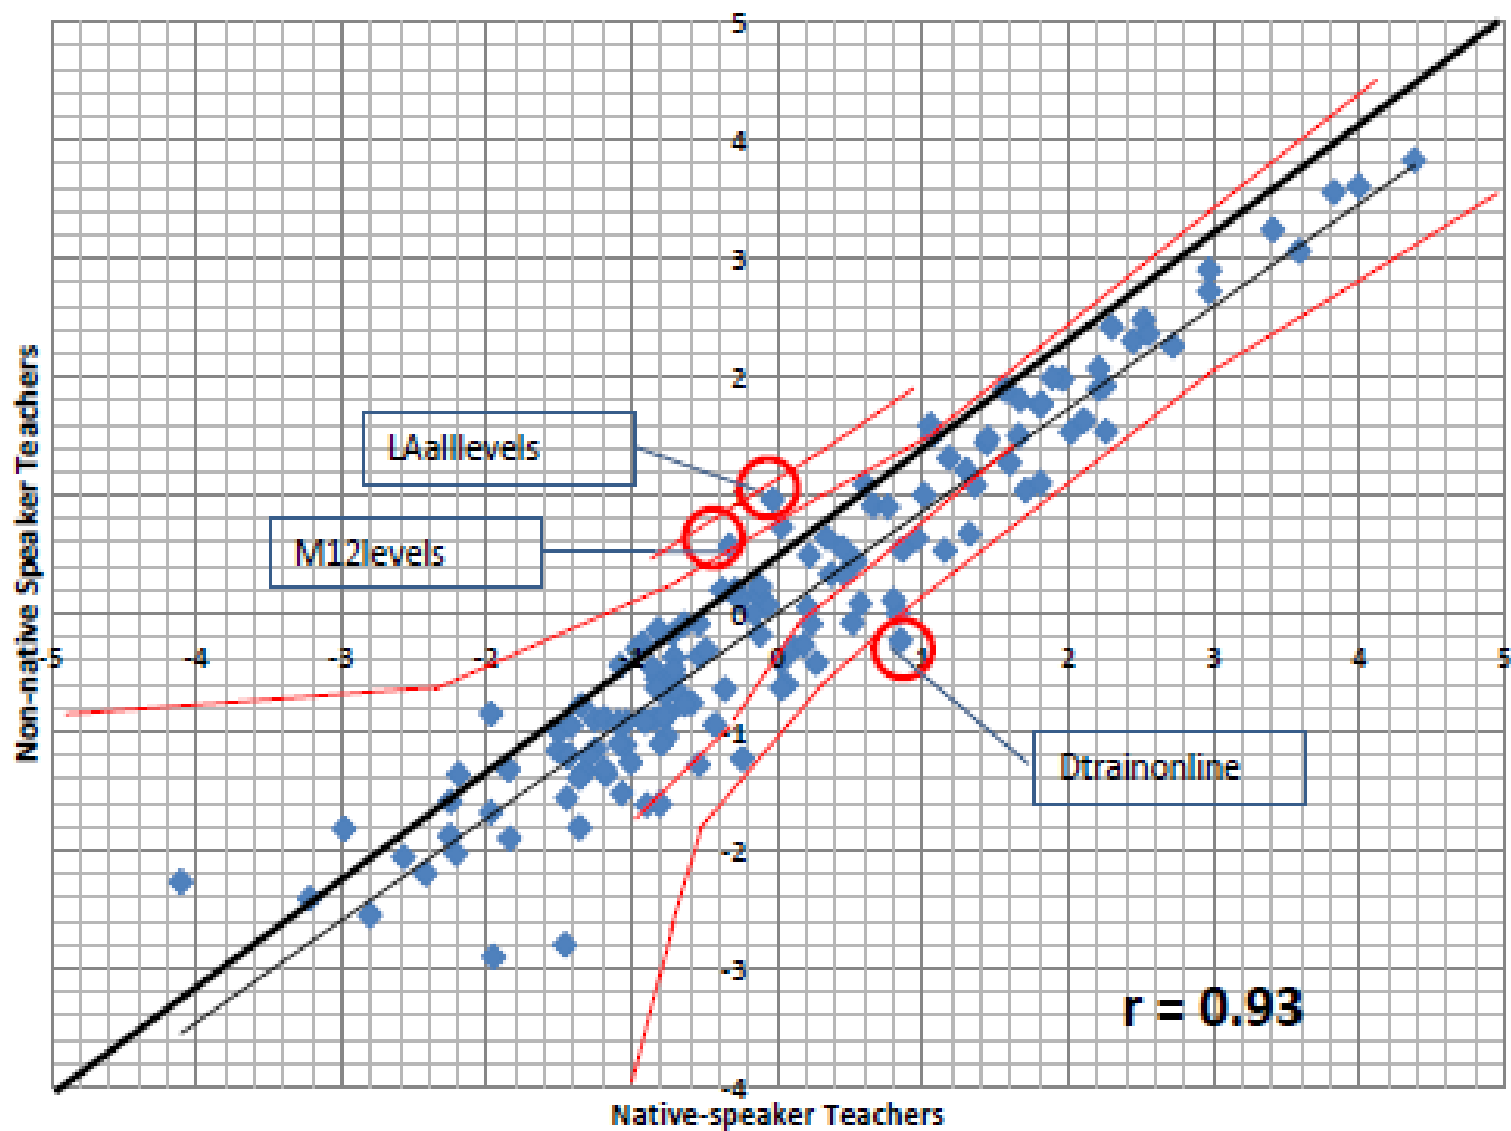 5
4
3
2
LAalllevels
M12levels
0
-5 -4 -3 -2 -1 0 1 2 3 4 5
-1
Dtrainonline
-2
-3
r = 0.93
-4
Native-speaker Teachers
Non-native Speaker Teachers